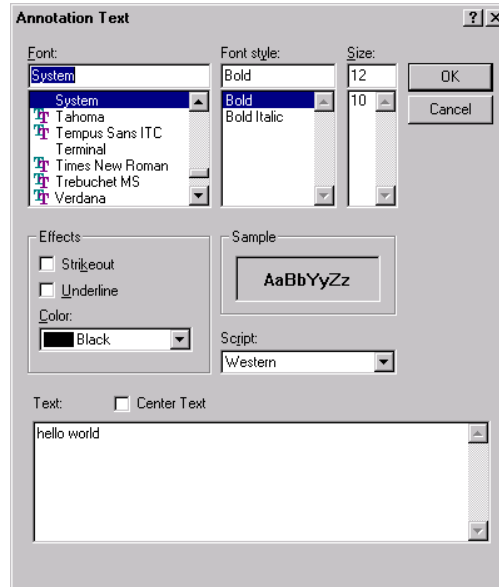 Annotation Text
Font:
System
System
Tahoma
Tempus Sans ITC
Terminal
Times New Roman
Trebuchet MS
Verdana
Font style:
Bold
Bold
Bold Italic
Size:
12
10
OK
Cancel
Effects
Strikeout
Underline
Color:
Black
Sample
AaBbYyZz
Script:
Western
Text:
Center Text
hello world